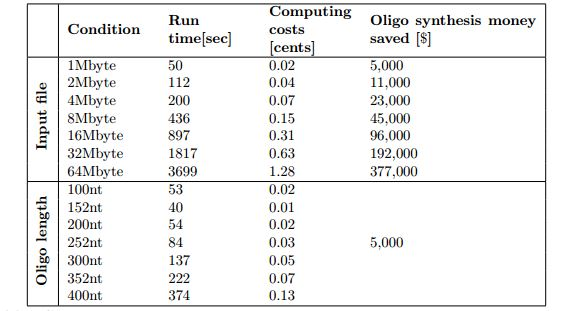 Condition Run time[sec] Computing costs [cents] Oligo synthesis money saved [$]
Input file
1Mbyte 50 0.02 5,000
2Mbyte 112 0.04 11,000
4Mbyte 200 0.07 23,000
8Mbyte 436 0.15 45,000
16Mbyte 897 0.31 96,000
32Mbyte 1817 0.63 192,000
64Mbyte 3699 1.28 377,000
Oligo length
100nt 53 0.02
152nt 40 0.01
200nt 54 0.02
252nt 84 0.03 5,000
300nt 137 0.05
352nt 222 0.07
400nt 374 0.13